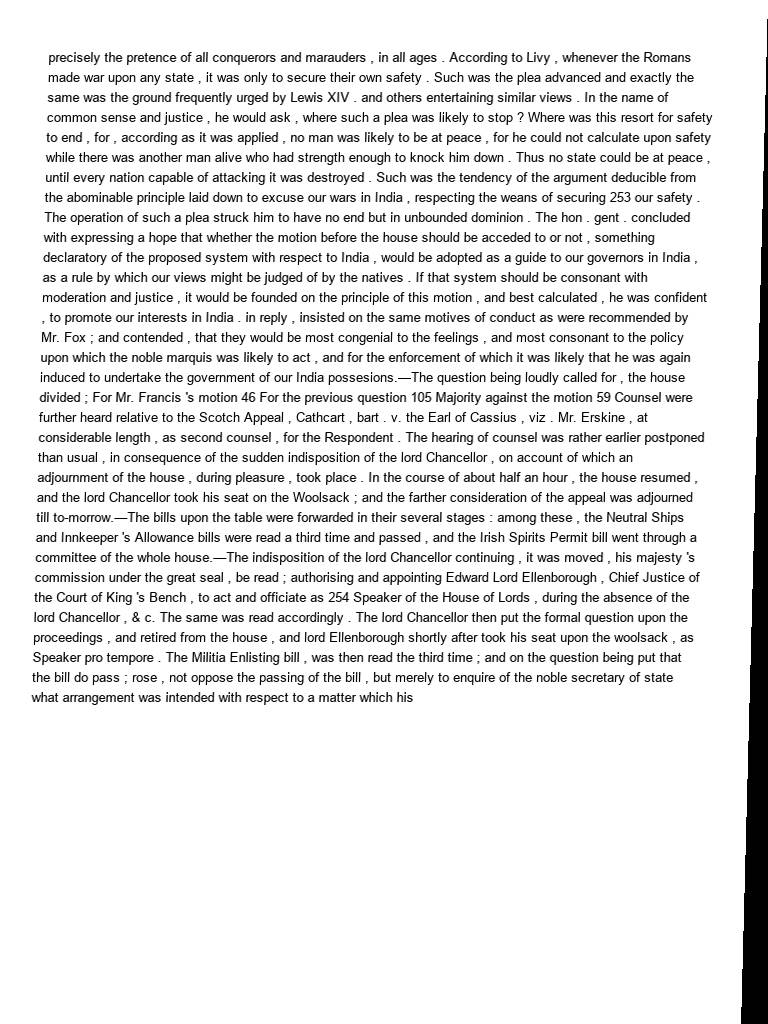 precisely the pretence of all conquerors and marauders , in all ages . According to Livy , whenever the Romans
made war upon any state , it was only to secure their own safety . Such was the plea advanced and exactly the
same was the ground frequently urged by Lewis XIV . and others entertaining similar views . In the name of
common sense and justice , he would ask , where such a plea was likely to stop ? Where was this resort for safety
to end , for , according as it was applied , no man was likely to be at peace , for he could not calculate upon safety
while there was another man alive who had strength enough to knock him down . Thus no state could be at peace ,
until every nation capable of attacking it was destroyed . Such was the tendency of the argument deducible from
the abominable principle laid down to excuse our wars in India , respecting the weans of securing 253 our safety .
The operation of such a plea struck him to have no end but in unbounded dominion . The hon . gent . concluded
with expressing a hope that whether the motion before the house should be acceded to or not , something
declaratory of the proposed system with respect to India , would be adopted as a guide to our governors in India ,
as a rule by which our views might be judged of by the natives . If that system should be consonant with
moderation and justice , it would be founded on the principle of this motion , and best calculated , he was confident
, to promote our interests in India . in reply , insisted on the same motives of conduct as were recommended by
Mr. Fox ; and contended , that they would be most congenial to the feelings , and most consonant to the policy
upon which the noble marquis was likely to act , and for the enforcement of which it was likely that he was again
induced to undertake the government of our India possesions.—The question being loudly called for , the house
divided ; For Mr. Francis 's motion 46 For the previous question 105 Majority against the motion 59 Counsel were
further heard relative to the Scotch Appeal , Cathcart , bart . v. the Earl of Cassius , viz . Mr. Erskine , at
considerable length , as second counsel , for the Respondent . The hearing of counsel was rather earlier postponed
than usual , in consequence of the sudden indisposition of the lord Chancellor , on account of which an
adjournment of the house , during pleasure , took place . In the course of about half an hour , the house resumed ,
and the lord Chancellor took his seat on the Woolsack ; and the farther consideration of the appeal was adjourned
till to-morrow.—The bills upon the table were forwarded in their several stages : among these , the Neutral Ships
and Innkeeper 's Allowance bills were read a third time and passed , and the Irish Spirits Permit bill went through a
committee of the whole house.—The indisposition of the lord Chancellor continuing , it was moved , his majesty 's
commission under the great seal , be read ; authorising and appointing Edward Lord Ellenborough , Chief Justice of
the Court of King 's Bench , to act and officiate as 254 Speaker of the House of Lords , during the absence of the
lord Chancellor , & c. The same was read accordingly . The lord Chancellor then put the formal question upon the
proceedings , and retired from the house , and lord Ellenborough shortly after took his seat upon the woolsack , as
Speaker pro tempore . The Militia Enlisting bill , was then read the third time ; and on the question being put that
the bill do pass ; rose , not oppose the passing of the bill , but merely to enquire of the noble secretary of state
what arrangement was intended with respect to a matter which his